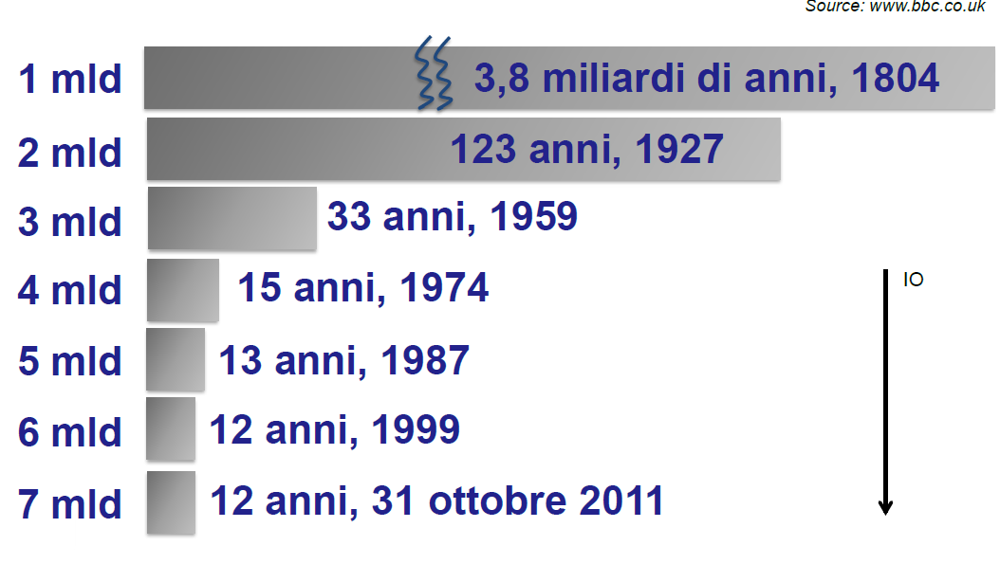 Source: www.bbc.co.uk
1 mld 3,8 miliardi di anni, 1804
2 mld 123 anni, 1927
3 mld 33 anni, 1959
4 mld 15 anni, 1974
IO
5 mld 13 anni, 1987
6 mld 12 anni, 1999
7 mld 12 anni, 31 ottobre 2011